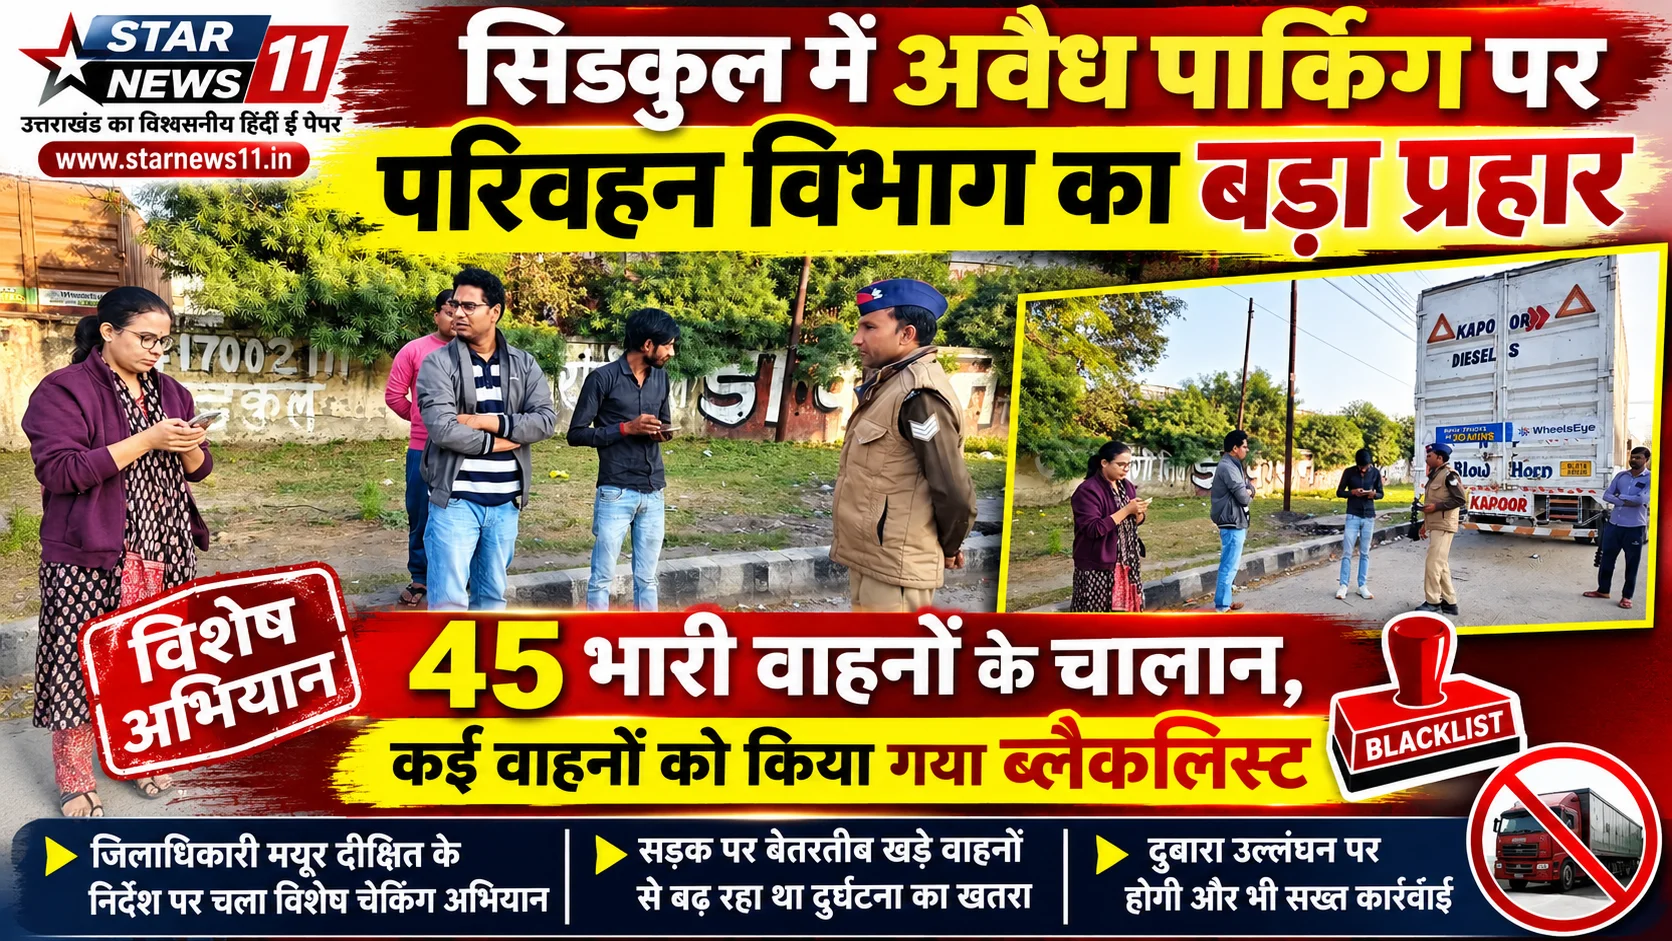 STAR
NEWS 11
उत्तराखंड का विश्वसनीय हिंदी ई पेपर
www.starnews11.in
सिडकुल में अवैध पार्किंग पर
परिवहन विभाग का बड़ा प्रहार
17002
KAPOOR
DIESELS
WheelsEye
Blow Horn
KAPOOR
विशेष
अभियान
45 भारी वाहनों के चालान,
कई वाहनों को किया गया ब्लैकलिस्ट
BLACKLIST
जिलाधिकारी मयूर दीक्षित के
निर्देश पर चला विशेष चेकिंग अभियान
सड़क पर बेतरतीब खड़े वाहनों
से बढ़ रहा था दुर्घटना का खतरा
दुबारा उल्लंघन पर
होगी और भी सख्त कार्रवाई